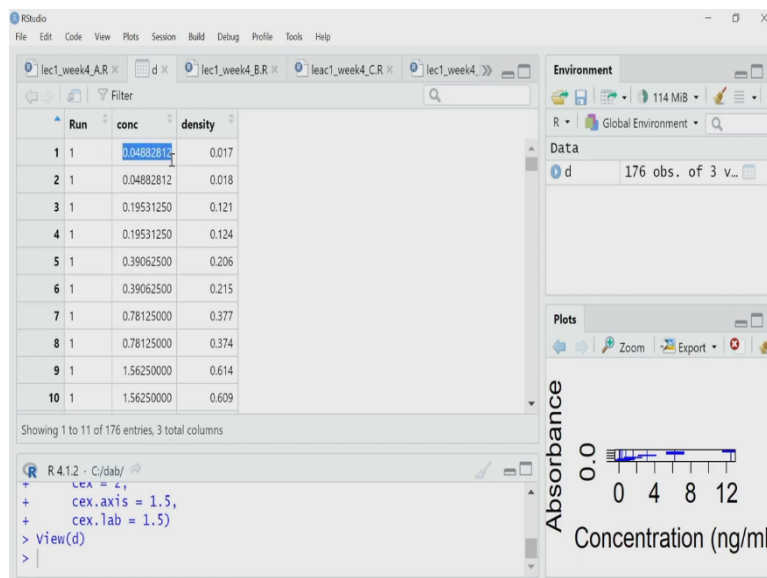 RStudio
File Edit Code View Plots Session Build Debug Profile Tools Help
lec1_week4_A.R × d × lec1_week4_B.R × leac1_week4_C.R × lec1_week4_
Filter
Run conc density
1 1 0.04882812 0.017
2 1 0.04882812 0.018
3 1 0.19531250 0.121
4 1 0.19531250 0.124
5 1 0.39062500 0.206
6 1 0.39062500 0.215
7 1 0.78125000 0.377
8 1 0.78125000 0.374
9 1 1.56250000 0.614
10 1 1.56250000 0.609
Showing 1 to 11 of 176 entries, 3 total columns
R 4.1.2 · C:/dab/
+ cex = 2,
+ cex.axis = 1.5,
+ cex.lab = 1.5)
> View(d)
>
Environment
114 MiB
R Global Environment
Data
d 176 obs. of 3 v…
Plots
Zoom Export
Absorbance
0.0
0 4 8 12
Concentration (ng/ml